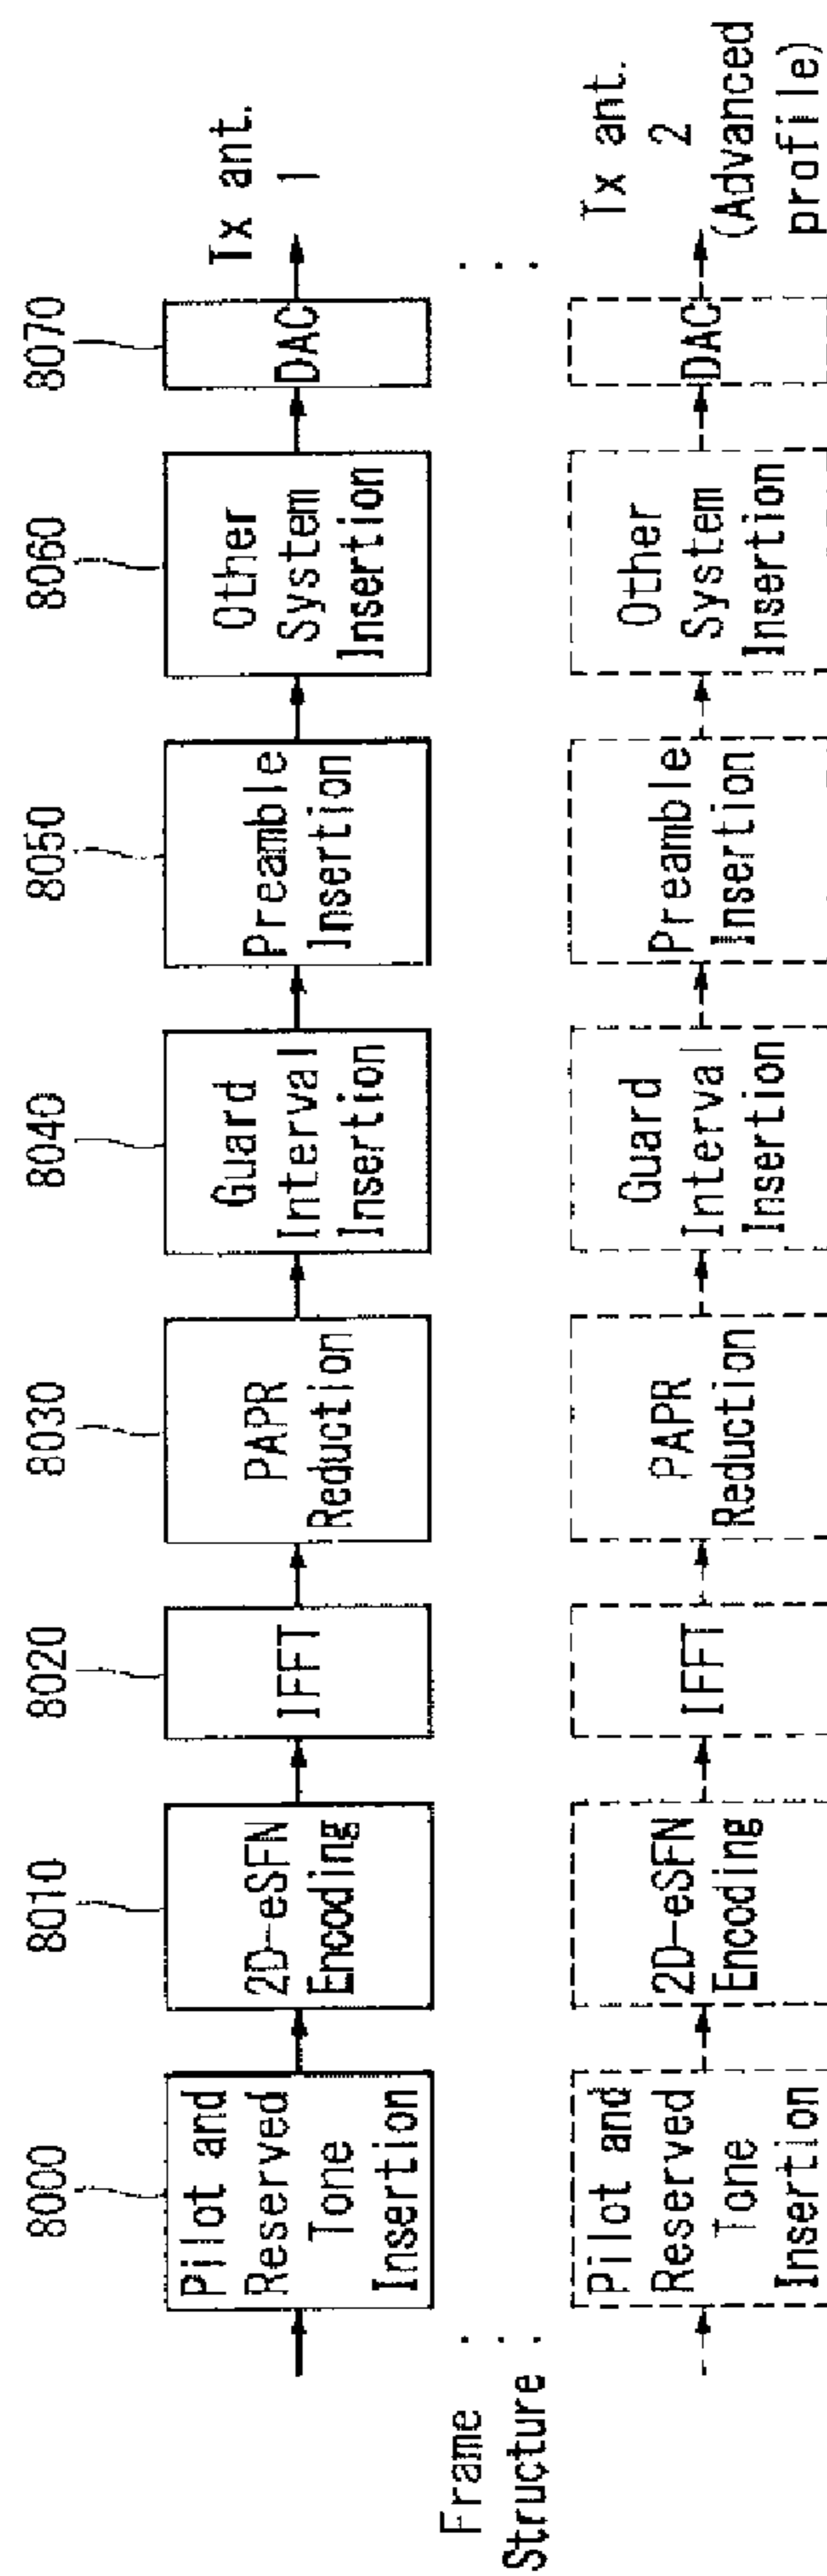 8000
8010
8020
8030
8040
8050
8060
8070
Pilot and
Reserved
Tone
Insertion
2D-eSFN
Encoding
IFFT
PAPR
Reduction
Guard
Interval
Insertion
Preamble
Insertion
Other
System
Insertion
DAC
Tx ant.
1
Frame
Structure
...
...
Pilot and
Reserved
Tone
Insertion
2D-eSFN
Encoding
IFFT
PAPR
Reduction
Guard
Interval
Insertion
Preamble
Insertion
Other
System
Insertion
DAC
Tx ant.
2
(Advanced
profile)